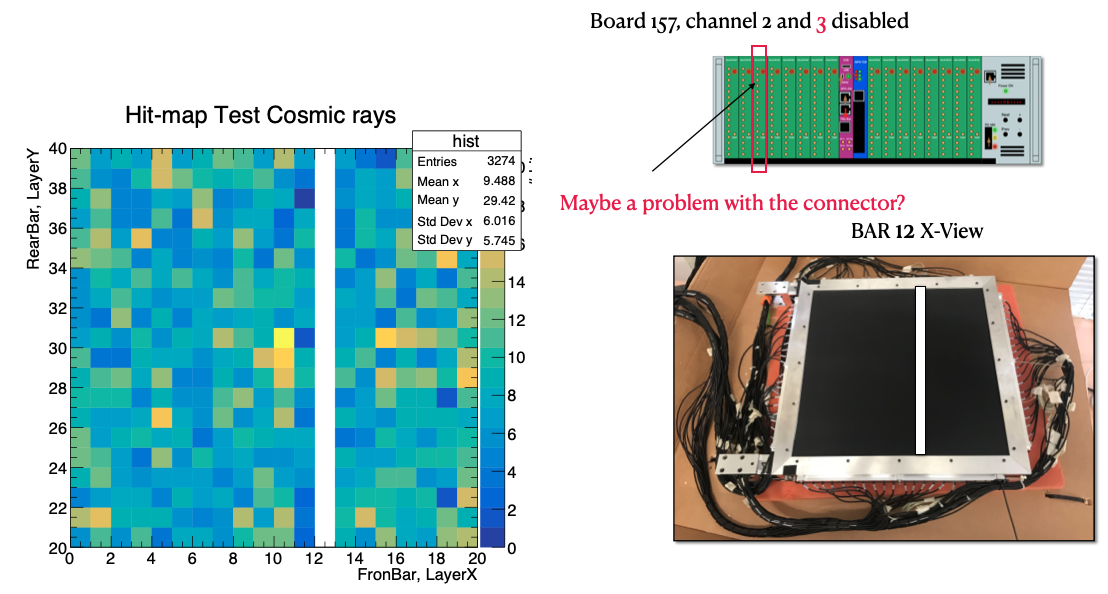 Board 157, channel 2 and 3 disabled
Hit-map Test Cosmic rays
hist
Entries 3274
Mean x 9.488
Mean y 29.42
Std Dev x 6.016
Std Dev y 5.745
RearBar, LayerY
40
38
36
34
32
30
28
26
24
22
20
0 2 4 6 8 10 12 14 16 18 20
FronBar, LayerX
14
12
10
8
6
4
2
0
Maybe a problem with the connector?
BAR 12 X-View